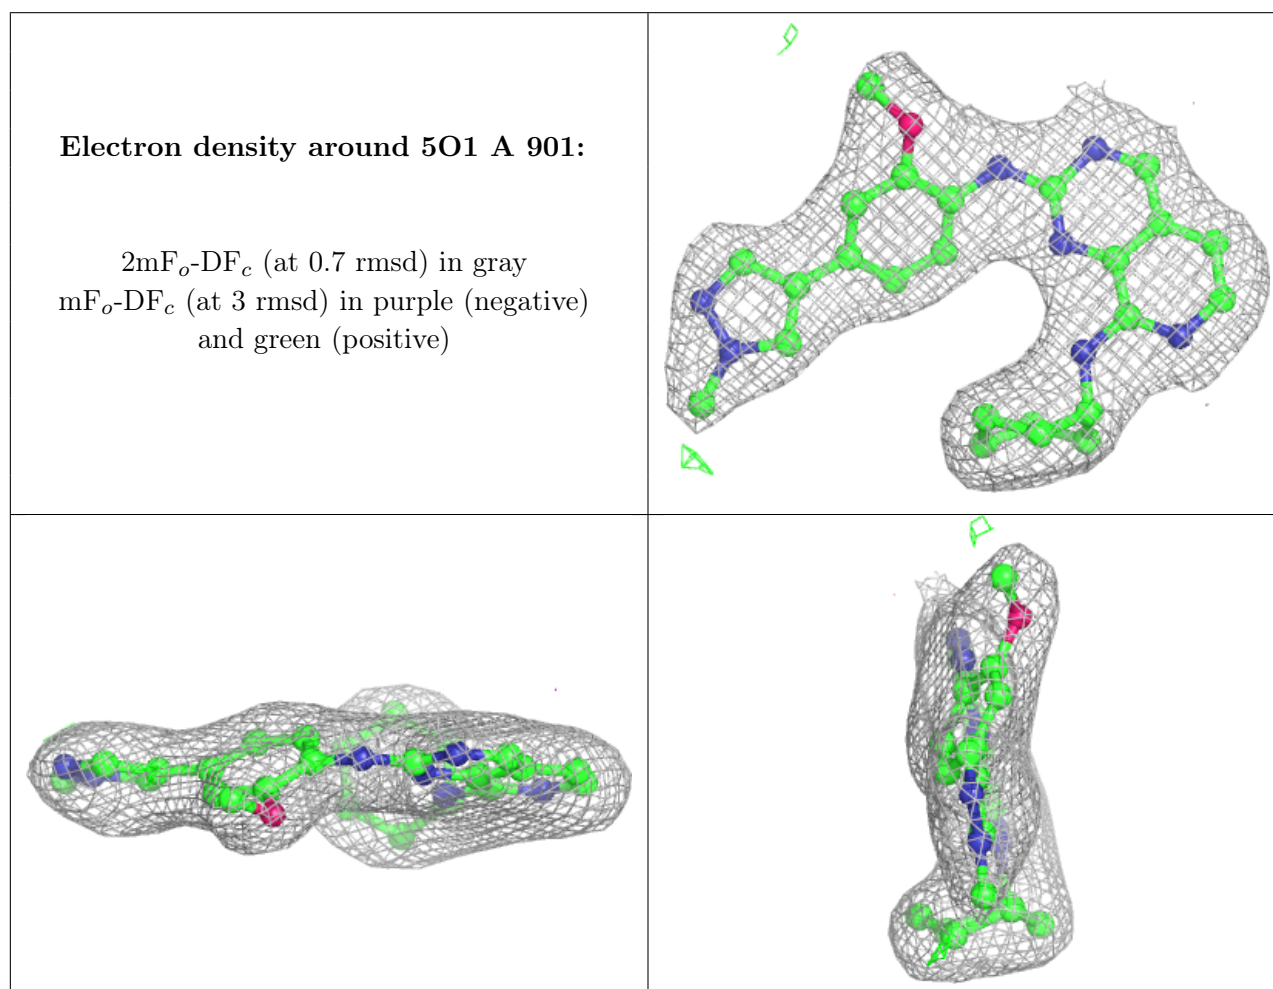 Electron density around 5O1 A 901:
2mFo-DFc (at 0.7 rmsd) in gray
mFo-DFc (at 3 rmsd) in purple (negative)
and green (positive)